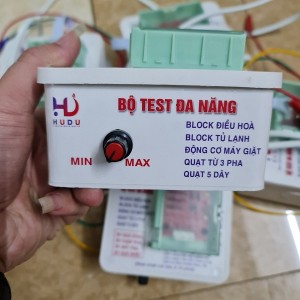 HUDU
BỘ TEST ĐA NĂNG
BLOCK ĐIỀU HOÀ
BLOCK TỦ LẠNH
ĐỘNG CƠ MÁY GIẶT
QUẠT TỪ 3 PHA
QUẠT 5 DÂY
MIN
MAX